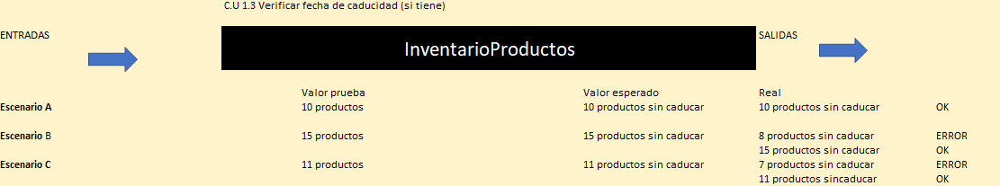 C.U 1.3 Verificar fecha de caducidad (si tiene)
ENTRADAS
InventarioProductos
SALIDAS
Valor prueba Valor esperado Real
Escenario A 10 productos 10 productos sin caducar 10 productos sin caducar OK
Escenario B 15 productos 15 productos sin caducar 8 productos sin caducar ERROR
15 productos sin caducar OK
Escenario C 11 productos 11 productos sin caducar 7 productos sin caducar ERROR
11 productos sincaducar OK